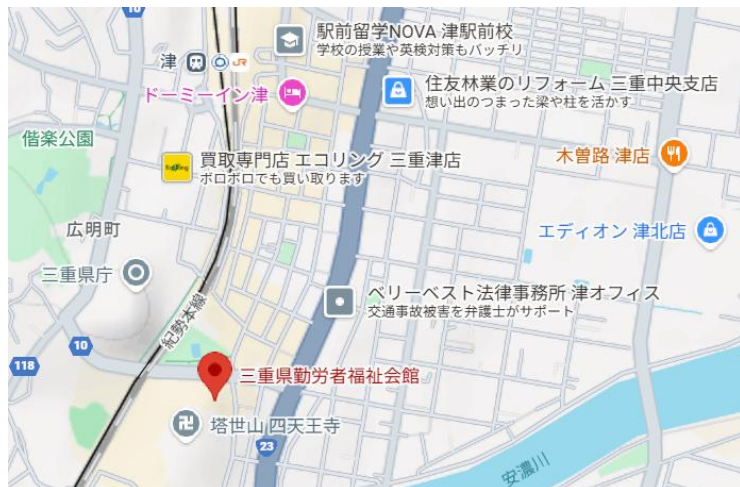 10
駅前留学NOVA 津駅前校
学校の授業や英検対策もバッチリ
津
JR
ドーミーイン津
住友林業のリフォーム 三重中央支店
想い出のつまった梁や柱を活かす
偕楽公園
買取専門店 エコリング 三重津店
ボロボロでも買い取ります
木曽路 津店
広明町
エディオン 津北店
三重県庁
ベリーベスト法律事務所 津オフィス
交通事故被害を弁護士がサポート
紀勢本線
10
118
三重県勤労者福祉会館
塔世山 四天王寺
23
安濃川